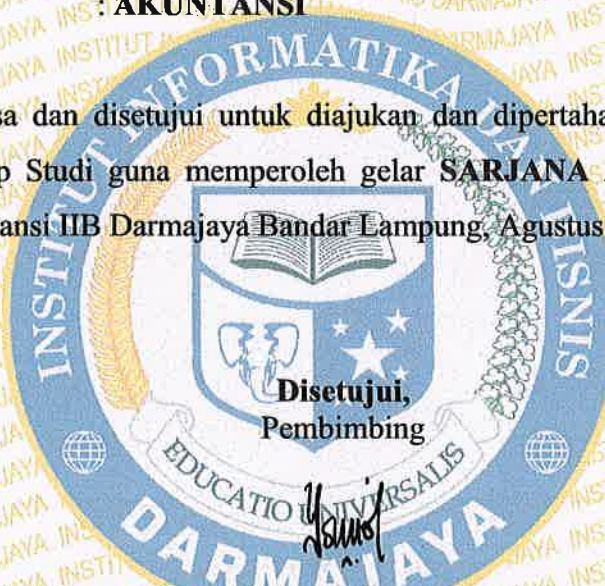 : AKUNTANSI
sa dan disetujui untuk diajukan dan dipertaha
p Studi guna memperoleh gelar SARJANA
ansi IIB Darmajaya Bandar Lampung, Agustus
INSTITUT INFORMATIKA DAN BISNIS
Disetujui,
Pembimbing
EDUCATIO UNIVERSALIS
DARMAJAYA